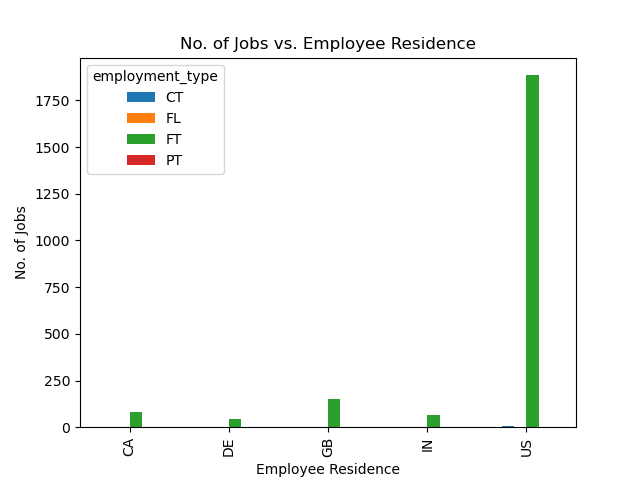 No. of Jobs vs. Employee Residence
employment_type
CT
FL
FT
PT
1750
1500
1250
1000
750
500
250
0
No. of Jobs
CA
DE
GB
IN
US
Employee Residence